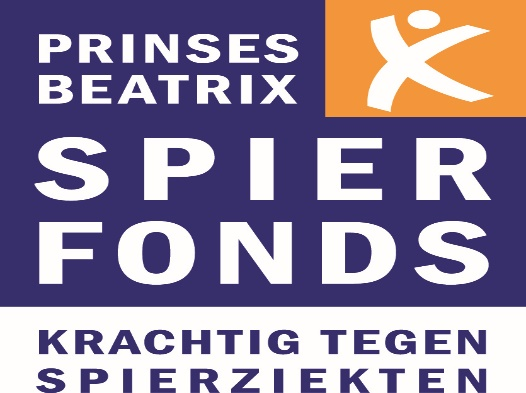 PRINSES
BEATRIX
SPIER
FONDS
KRACHTIG TEGEN
SPIERZIEKTEN